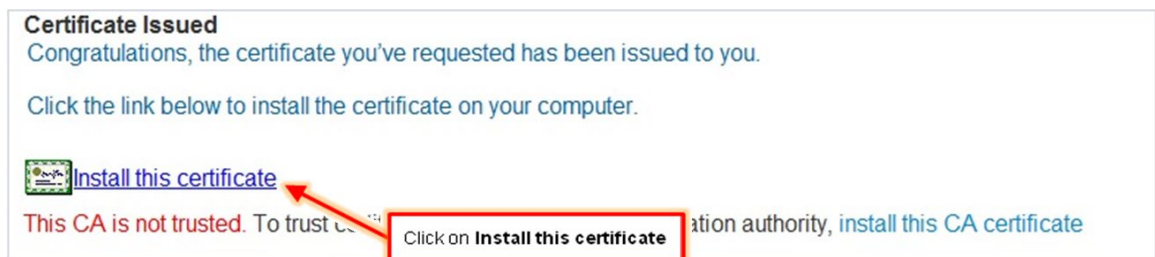 Certificate Issued
Congratulations, the certificate you've requested has been issued to you.
Click the link below to install the certificate on your computer.
Install this certificate
This CA is not trusted. To trust ation authority, install this CA certificate
Click on Install this certificate